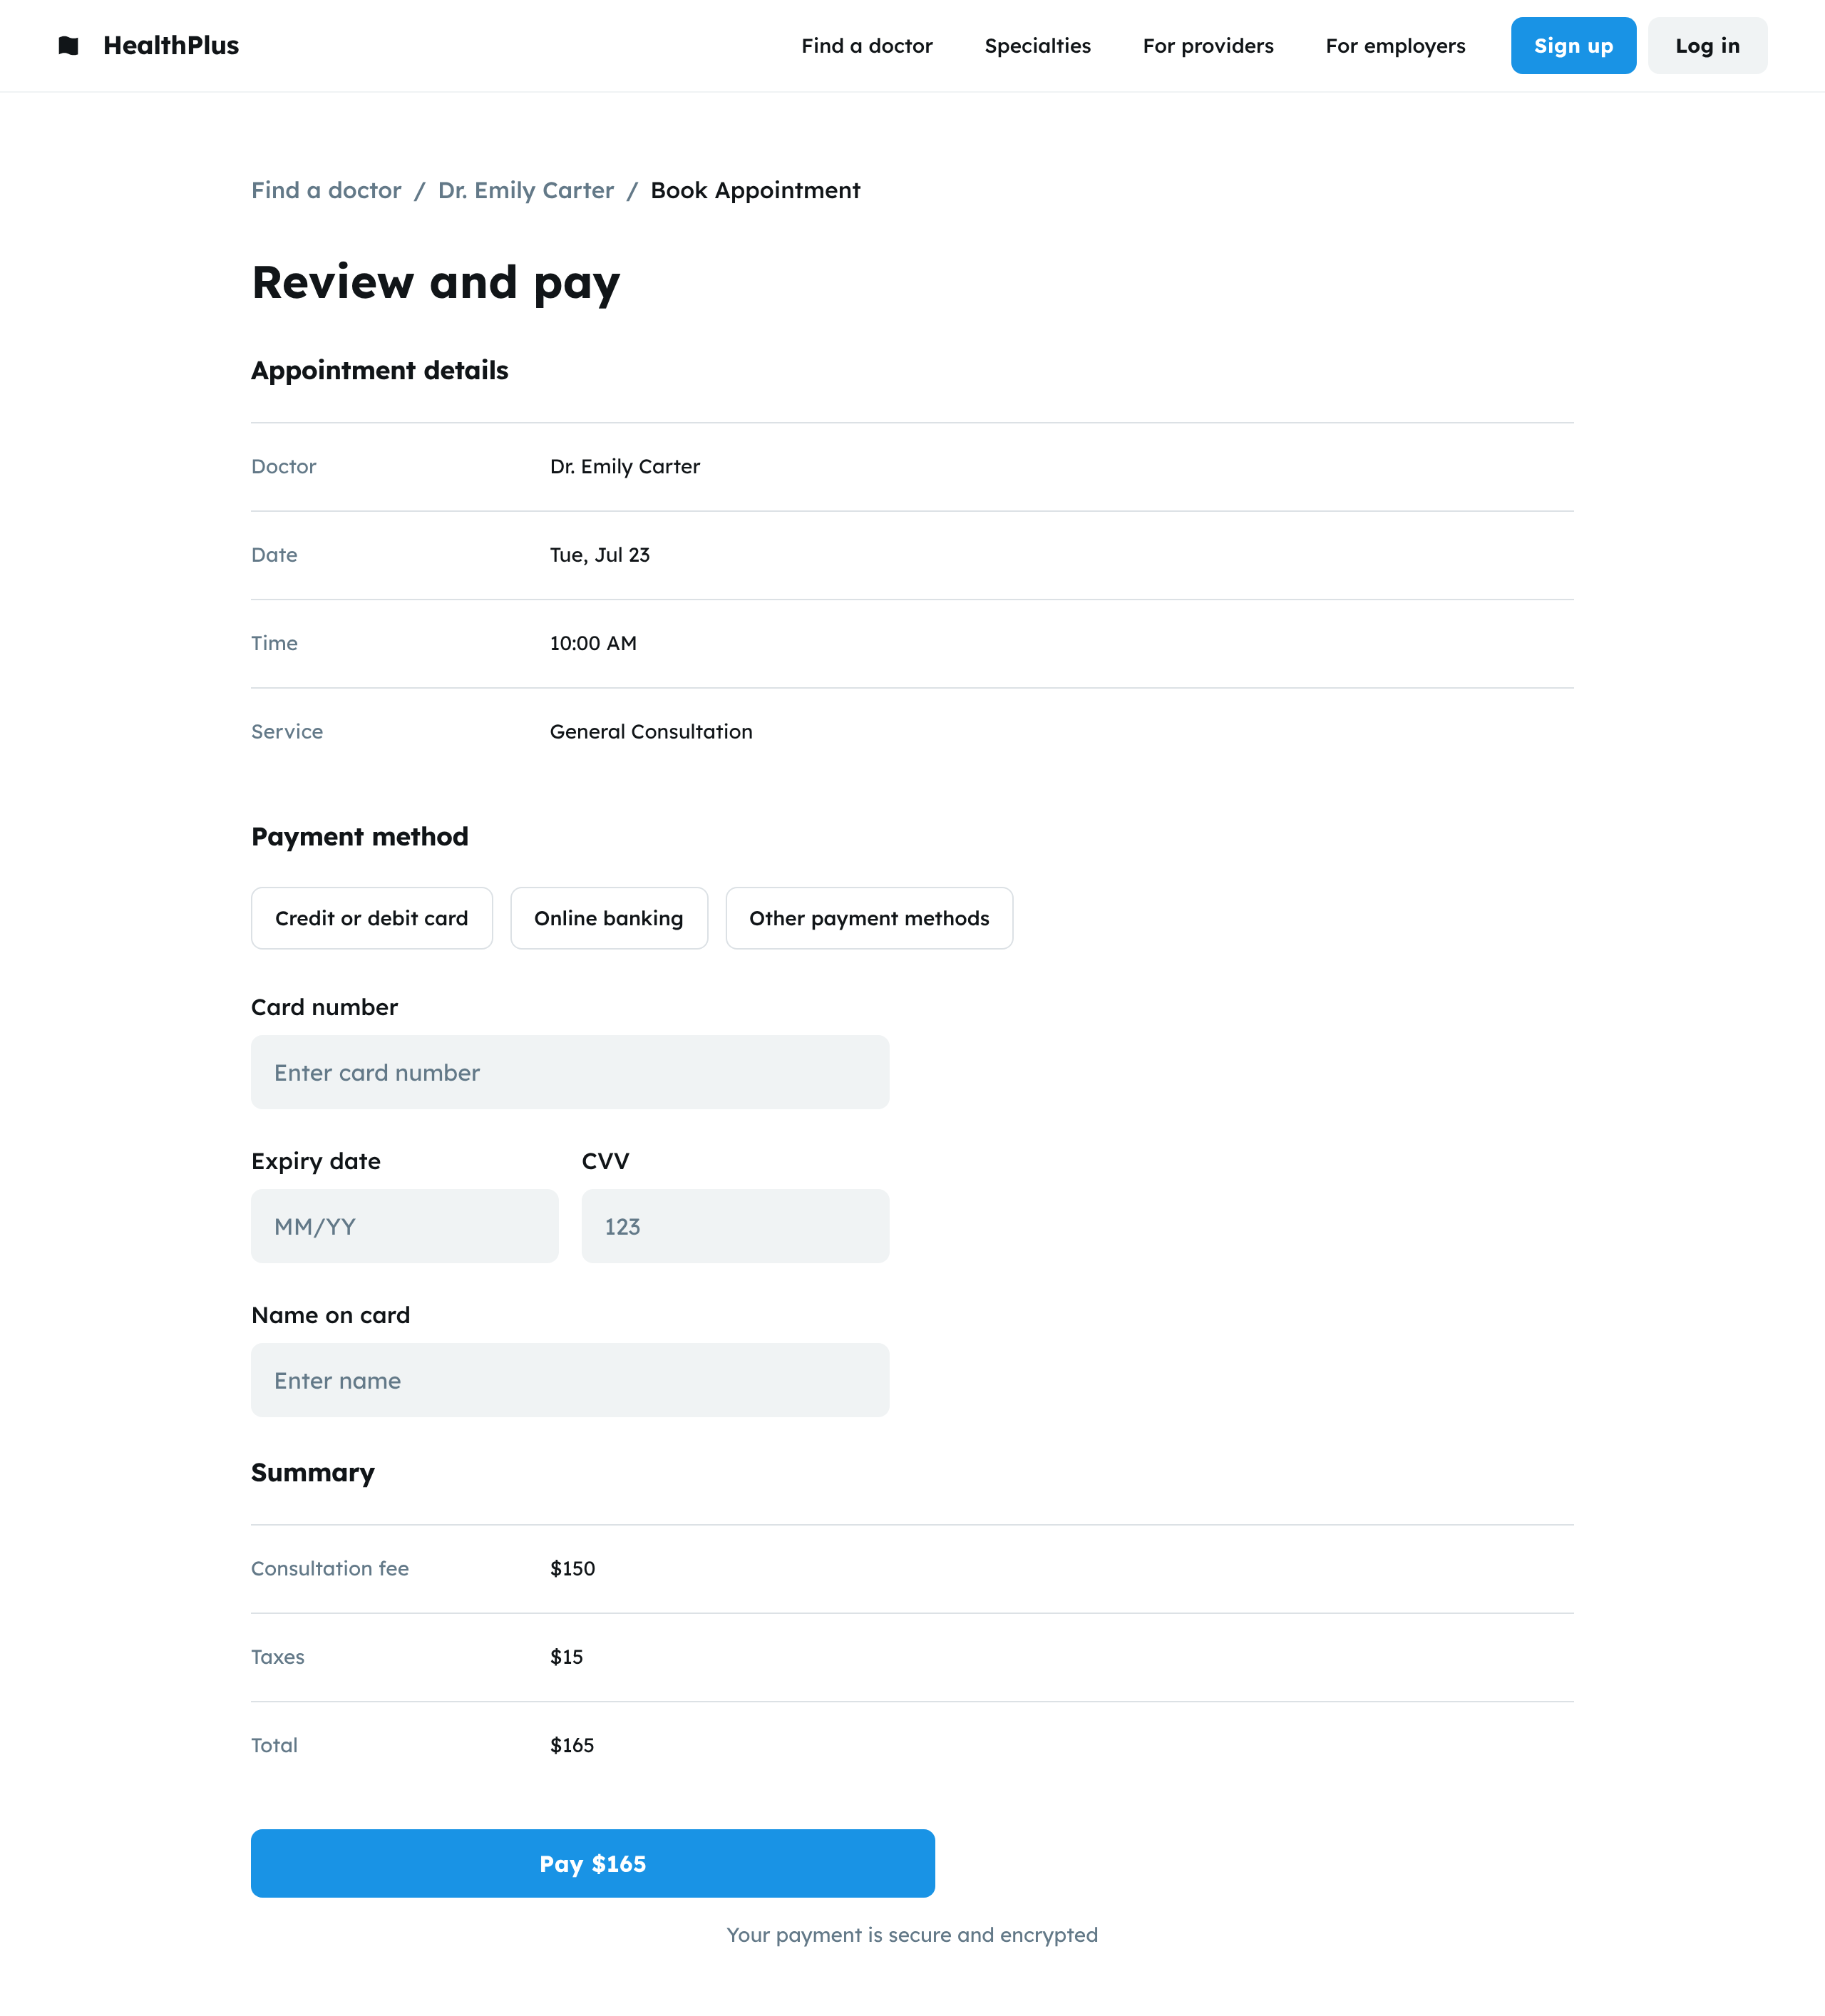 HealthPlus
Find a doctor
Specialties
For providers
For employers
Sign up
Log in
Find a doctor / Dr. Emily Carter / Book Appointment
Review and pay
Appointment details
Doctor Dr. Emily Carter
Date Tue, Jul 23
Time 10:00 AM
Service General Consultation
Payment method
Credit or debit card
Online banking
Other payment methods
Card number
Enter card number
Expiry date CVV
MM/YY 123
Name on card
Enter name
Summary
Consultation fee $150
Taxes $15
Total $165
Pay $165
Your payment is secure and encrypted